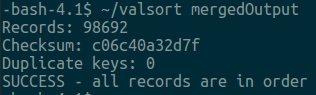 -bash-4.1$ ~/valsort mergedOutput
Records: 98692
Checksum: c06c40a32d7f
Duplicate keys: 0
SUCCESS - all records are in order